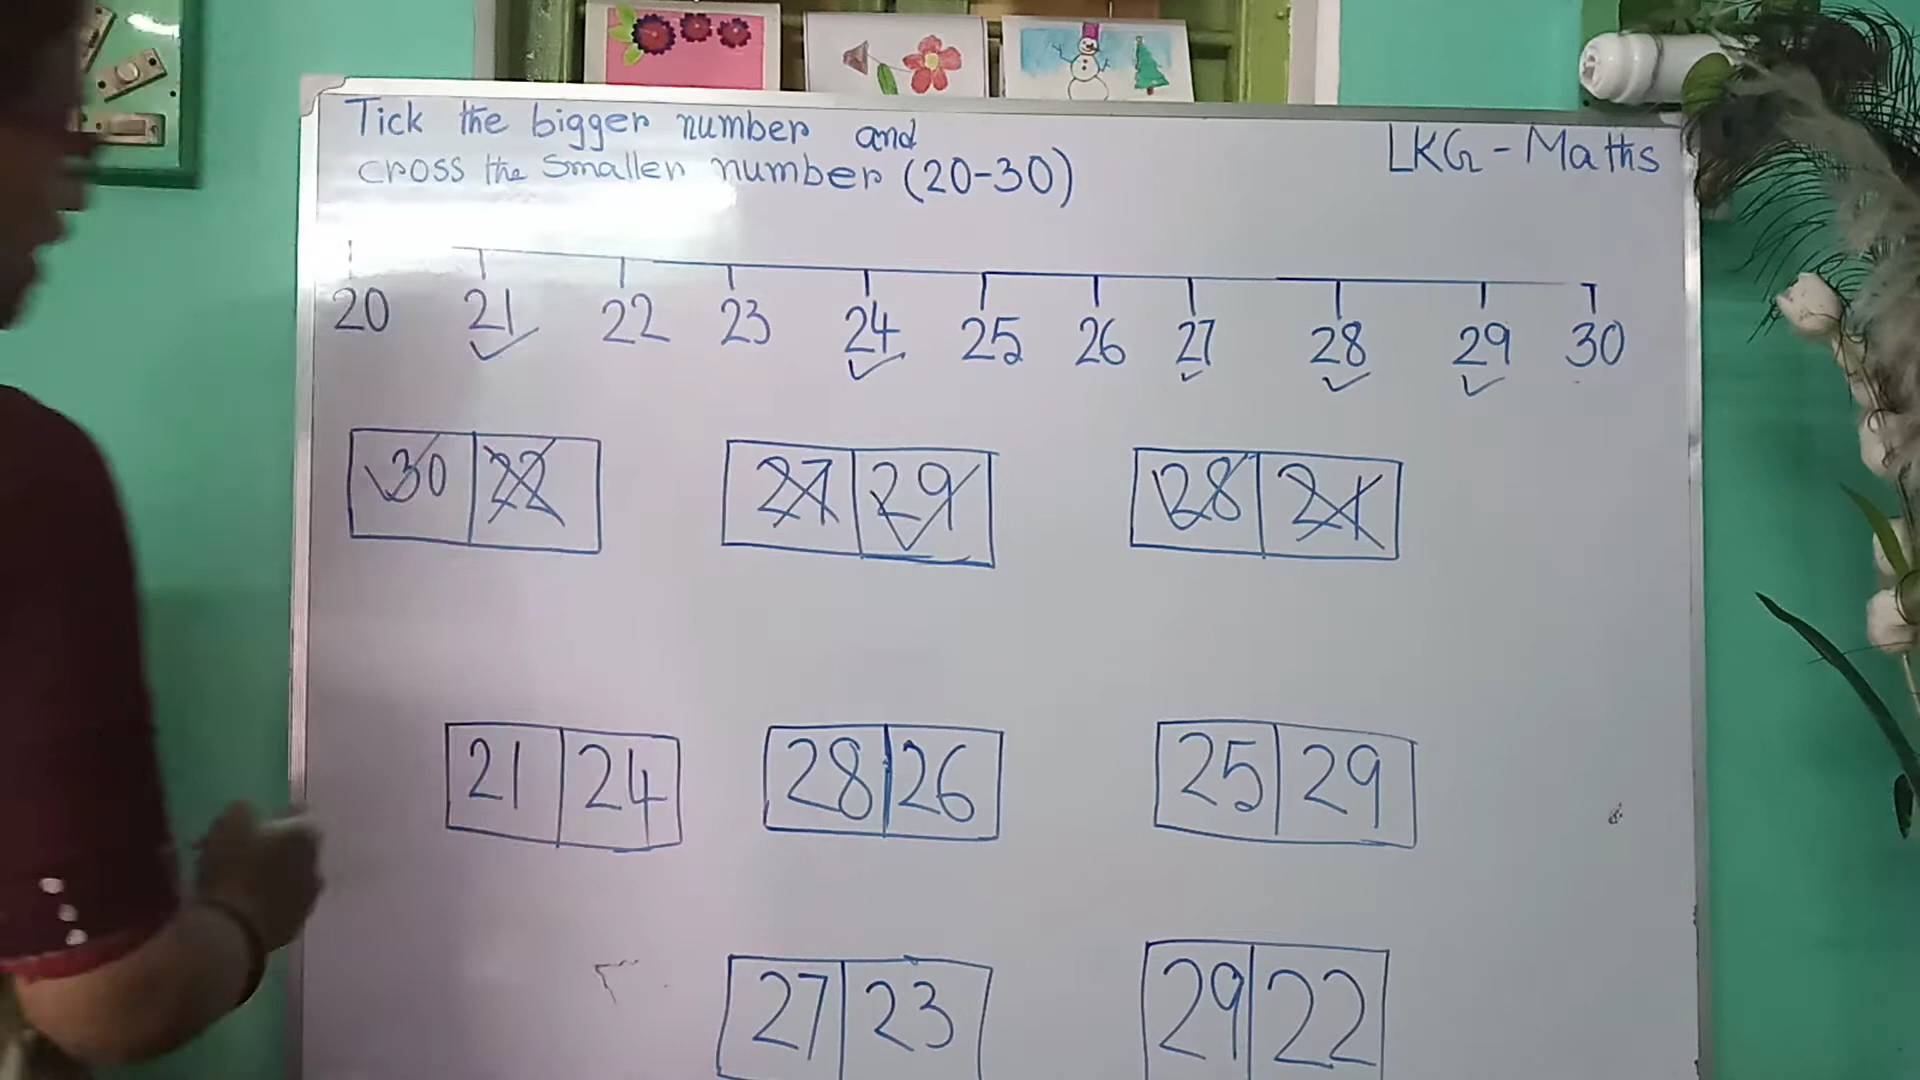 Tick the bigger number and
cross the smaller number (20-30)
LKG - Maths
20 21 22 23 24 25 26 27 28 29 30
30 22
27 29
28 24
21 24
28 26
25 29
27 23
29 22